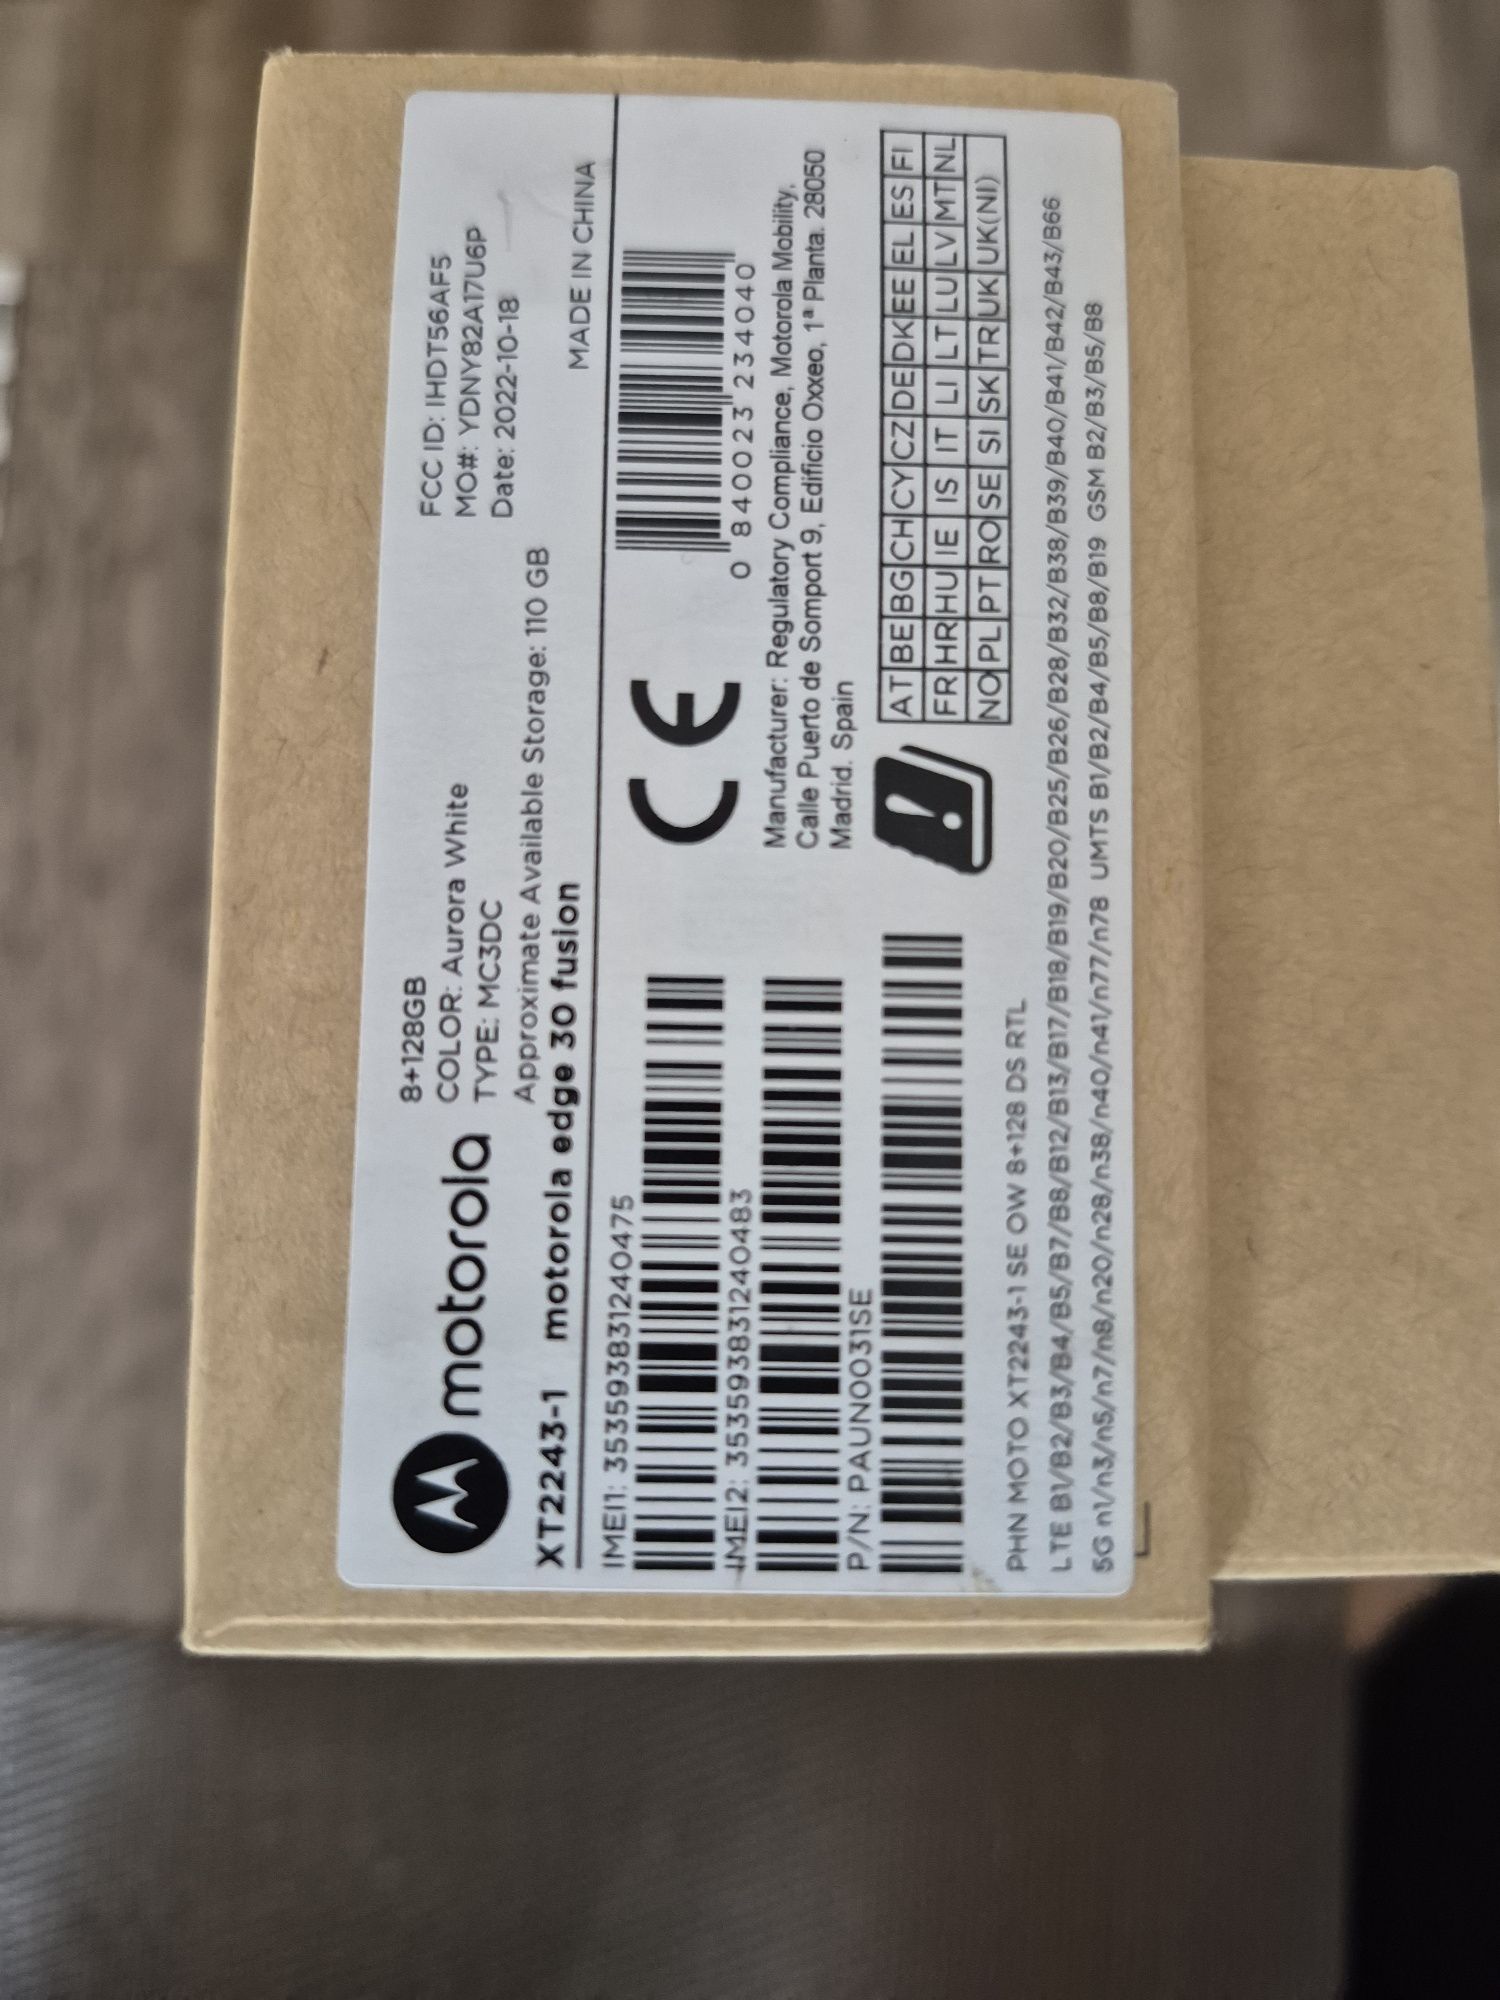 motorola
8+128GB
COLOR: Aurora White
TYPE: MC3DC
Approximate Available Storage: 110 GB
FCC ID: IHDT56AF5
MO#: YDNY82A17U6P
Date: 2022-10-18
XT2243-1 motorola edge 30 fusion
MADE IN CHINA
IMEI1: 353593831240475
IMEI2: 353593831240483
P/N: PAUN0031SE
CE
0 840023 234040
Manufacturer: Regulatory Compliance, Motorola Mobility,
Calle Puerto de Somport 9, Edificio Oxxeo, 1ª Planta. 28050
Madrid. Spain
AT BE BG CH CY CZ DE DK EE EL ES FI
FR HR HU IE IS IT LI LT LU LV MT NL
NO PL PT RO SE SI SK TR UK UK(NI)
PHN MOTO XT2243-1 SE OW 8+128 DS RTL
LTE B1/B2/B3/B4/B5/B7/B8/B12/B13/B17/B18/B19/B20/B25/B26/B28/B32/B38/B39/B40/B41/B42/B43/B66
5G n1/n3/n5/n7/n8/n20/n28/n38/n40/n41/n77/n78 UMTS B1/B2/B4/B5/B8/B19 GSM B2/B3/B5/B8